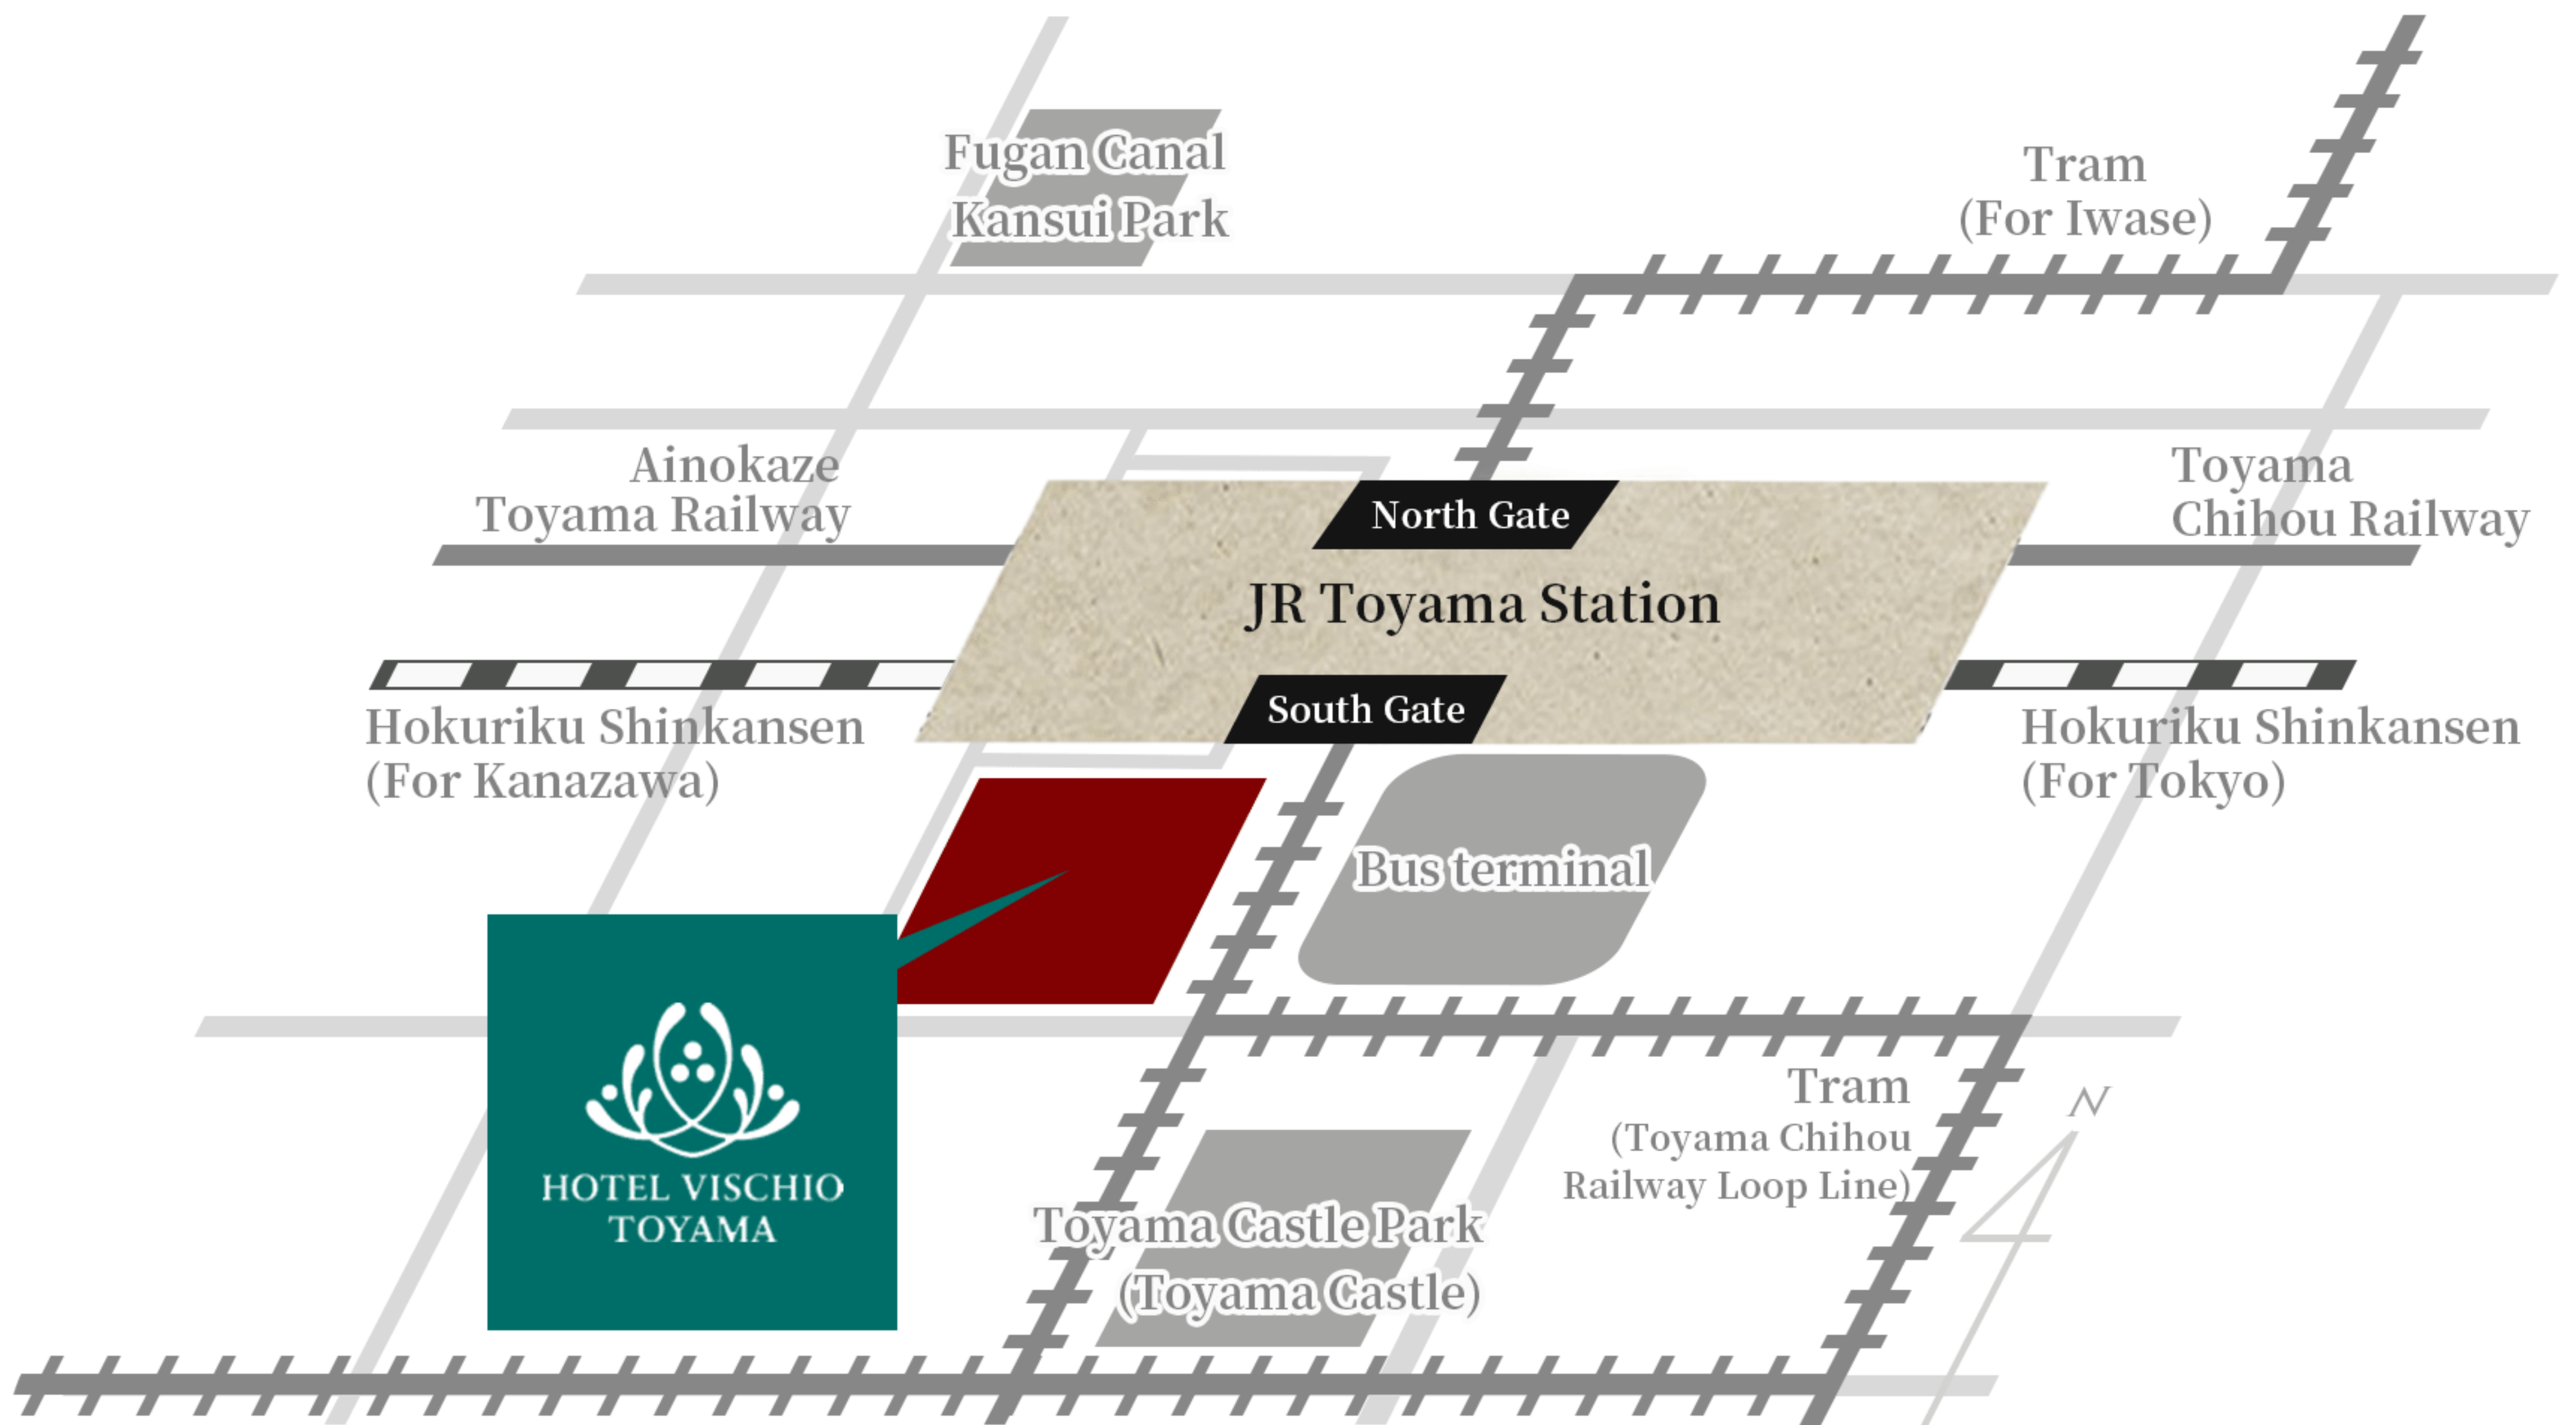 Fugan Canal
Kansui Park
Tram
(For Iwase)
Ainokaze
Toyama Railway
Toyama
Chihou Railway
North Gate
JR Toyama Station
South Gate
Hokuriku Shinkansen
(For Kanazawa)
Hokuriku Shinkansen
(For Tokyo)
Bus terminal
HOTEL VISCHIO
TOYAMA
Tram
(Toyama Chihou
Railway Loop Line)
N
Toyama Castle Park
(Toyama Castle)